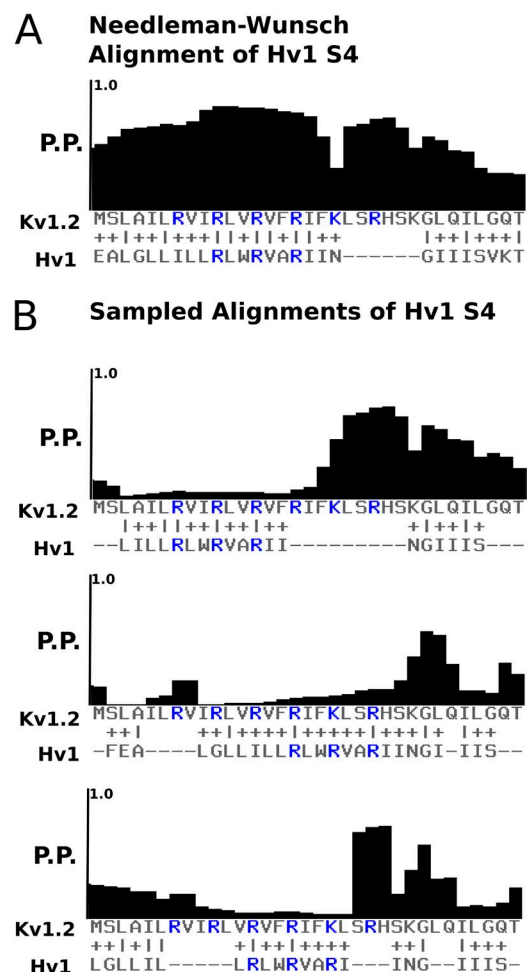 A
Needleman-Wunsch
Alignment of Hv1 S4
1.0
P.P.
Kv1.2 MSLAILRVIRLVRVFRIFKLSRHSKGLQILGQT
++|++|+++||+||+||++ |++|+++|
Hv1 EALGLLILLRLWRVARIIN------GIIISVKT
B
Sampled Alignments of Hv1 S4
1.0
P.P.
Kv1.2 MSLAILRVIRLVRVFRIFKLSRHSKGLQILGQT
|++||++|++|++ +|++|+
Hv1 --LILLRLWRVARII---------NGIIIS---
1.0
P.P.
Kv1.2 MSLAILRVIRLVRVFRIFKLSRHSKGLQILGQT
++| ++|++++|+++++|+++|+ |++
Hv1 -FEA----LGLLILLRLWRVARIINGI-IIS--
1.0
P.P.
Kv1.2 MSLAILRVIRLVRVFRIFKLSRHSKGLQILGQT
++|+|| +|++|++++ ++| |++
Hv1 LGLLIL-----LRLWRVARI---ING--IIS--